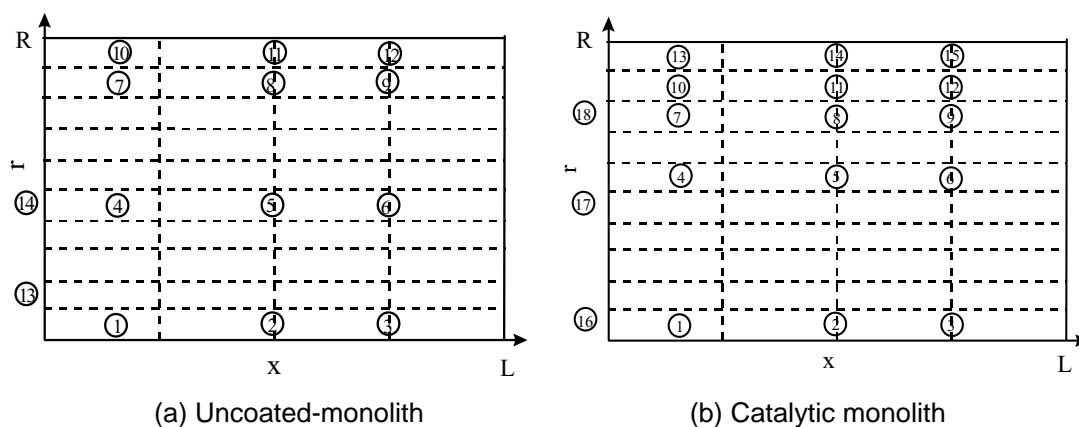 R
10 11 12
7 8 9
r
14 4 5 6
13
1 2 3
x L
(a) Uncoated-monolith
R
13 14 15
10 11 12
18 7 8 9
r
4 5 6
17
16 1 2 3
x L
(b) Catalytic monolith